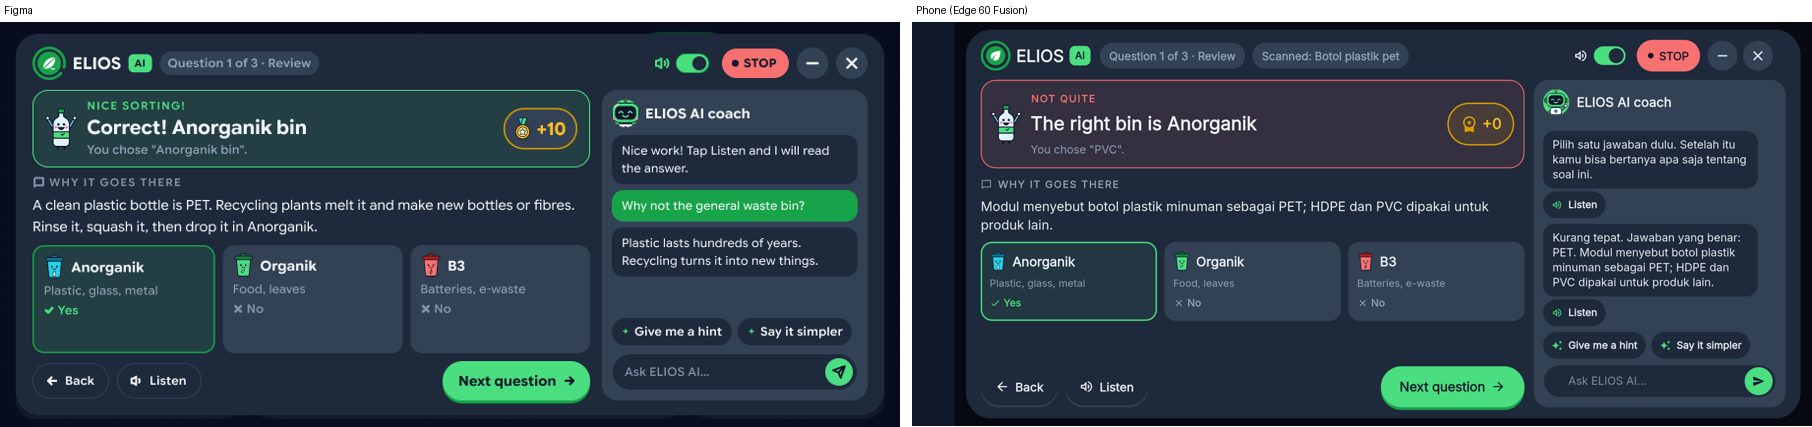 Figma
ELIOS AI Question 1 of 3 · Review
STOP
NICE SORTING!
Correct! Anorganik bin
You chose "Anorganik bin".
+10
WHY IT GOES THERE
A clean plastic bottle is PET. Recycling plants melt it and make new bottles or fibres.
Rinse it, squash it, then drop it in Anorganik.
Anorganik
Plastic, glass, metal
Yes
Organik
Food, leaves
No
B3
Batteries, e-waste
No
Back
Listen
Next question
ELIOS AI coach
Nice work! Tap Listen and I will read
the answer.
Why not the general waste bin?
Plastic lasts hundreds of years.
Recycling turns it into new things.
Give me a hint
Say it simpler
Ask ELIOS AI...
Phone (Edge 60 Fusion)
ELIOS AI Question 1 of 3 · Review
Scanned: Botol plastik pet
STOP
NOT QUITE
The right bin is Anorganik
You chose "PVC".
+0
WHY IT GOES THERE
Modul menyebut botol plastik minuman sebagai PET; HDPE dan PVC dipakai untuk
produk lain.
Anorganik
Plastic, glass, metal
Yes
Organik
Food, leaves
No
B3
Batteries, e-waste
No
Back
Listen
Next question
ELIOS AI coach
Pilih satu jawaban dulu. Setelah itu
kamu bisa bertanya apa saja tentang
soal ini.
Listen
Kurang tepat. Jawaban yang benar:
PET. Modul menyebut botol plastik
minuman sebagai PET; HDPE dan
PVC dipakai untuk produk lain.
Listen
Give me a hint
Say it simpler
Ask ELIOS AI...